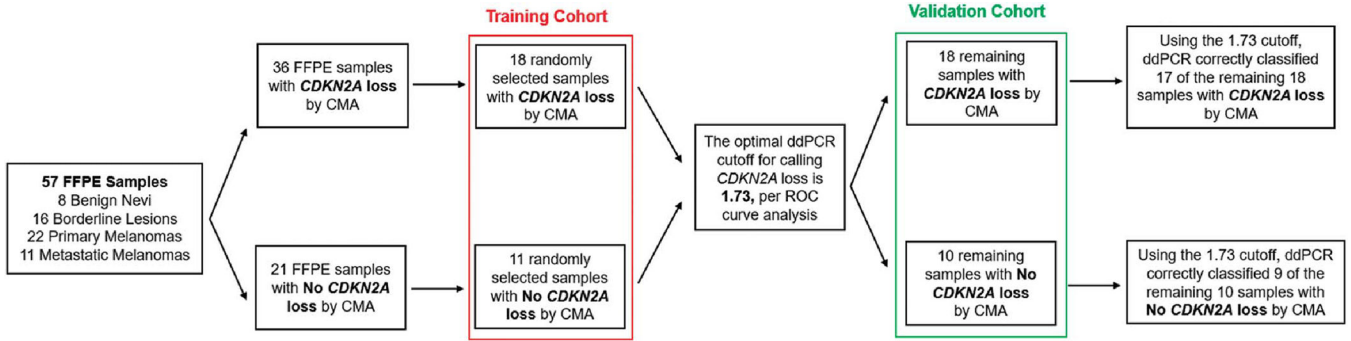 57 FFPE Samples
8 Benign Nevi
16 Borderline Lesions
22 Primary Melanomas
11 Metastatic Melanomas
36 FFPE samples
with CDKN2A loss
by CMA
21 FFPE samples
with No CDKN2A
loss by CMA
Training Cohort
18 randomly
selected samples
with CDKN2A loss
by CMA
11 randomly
selected samples
with No CDKN2A
loss by CMA
The optimal ddPCR
cutoff for calling
CDKN2A loss is
1.73, per ROC
curve analysis
Validation Cohort
18 remaining
samples with
CDKN2A loss by
CMA
10 remaining
samples with No
CDKN2A loss
by CMA
Using the 1.73 cutoff,
ddPCR correctly classified
17 of the remaining 18
samples with CDKN2A loss
by CMA
Using the 1.73 cutoff, ddPCR
correctly classified 9 of the
remaining 10 samples with
No CDKN2A loss by CMA